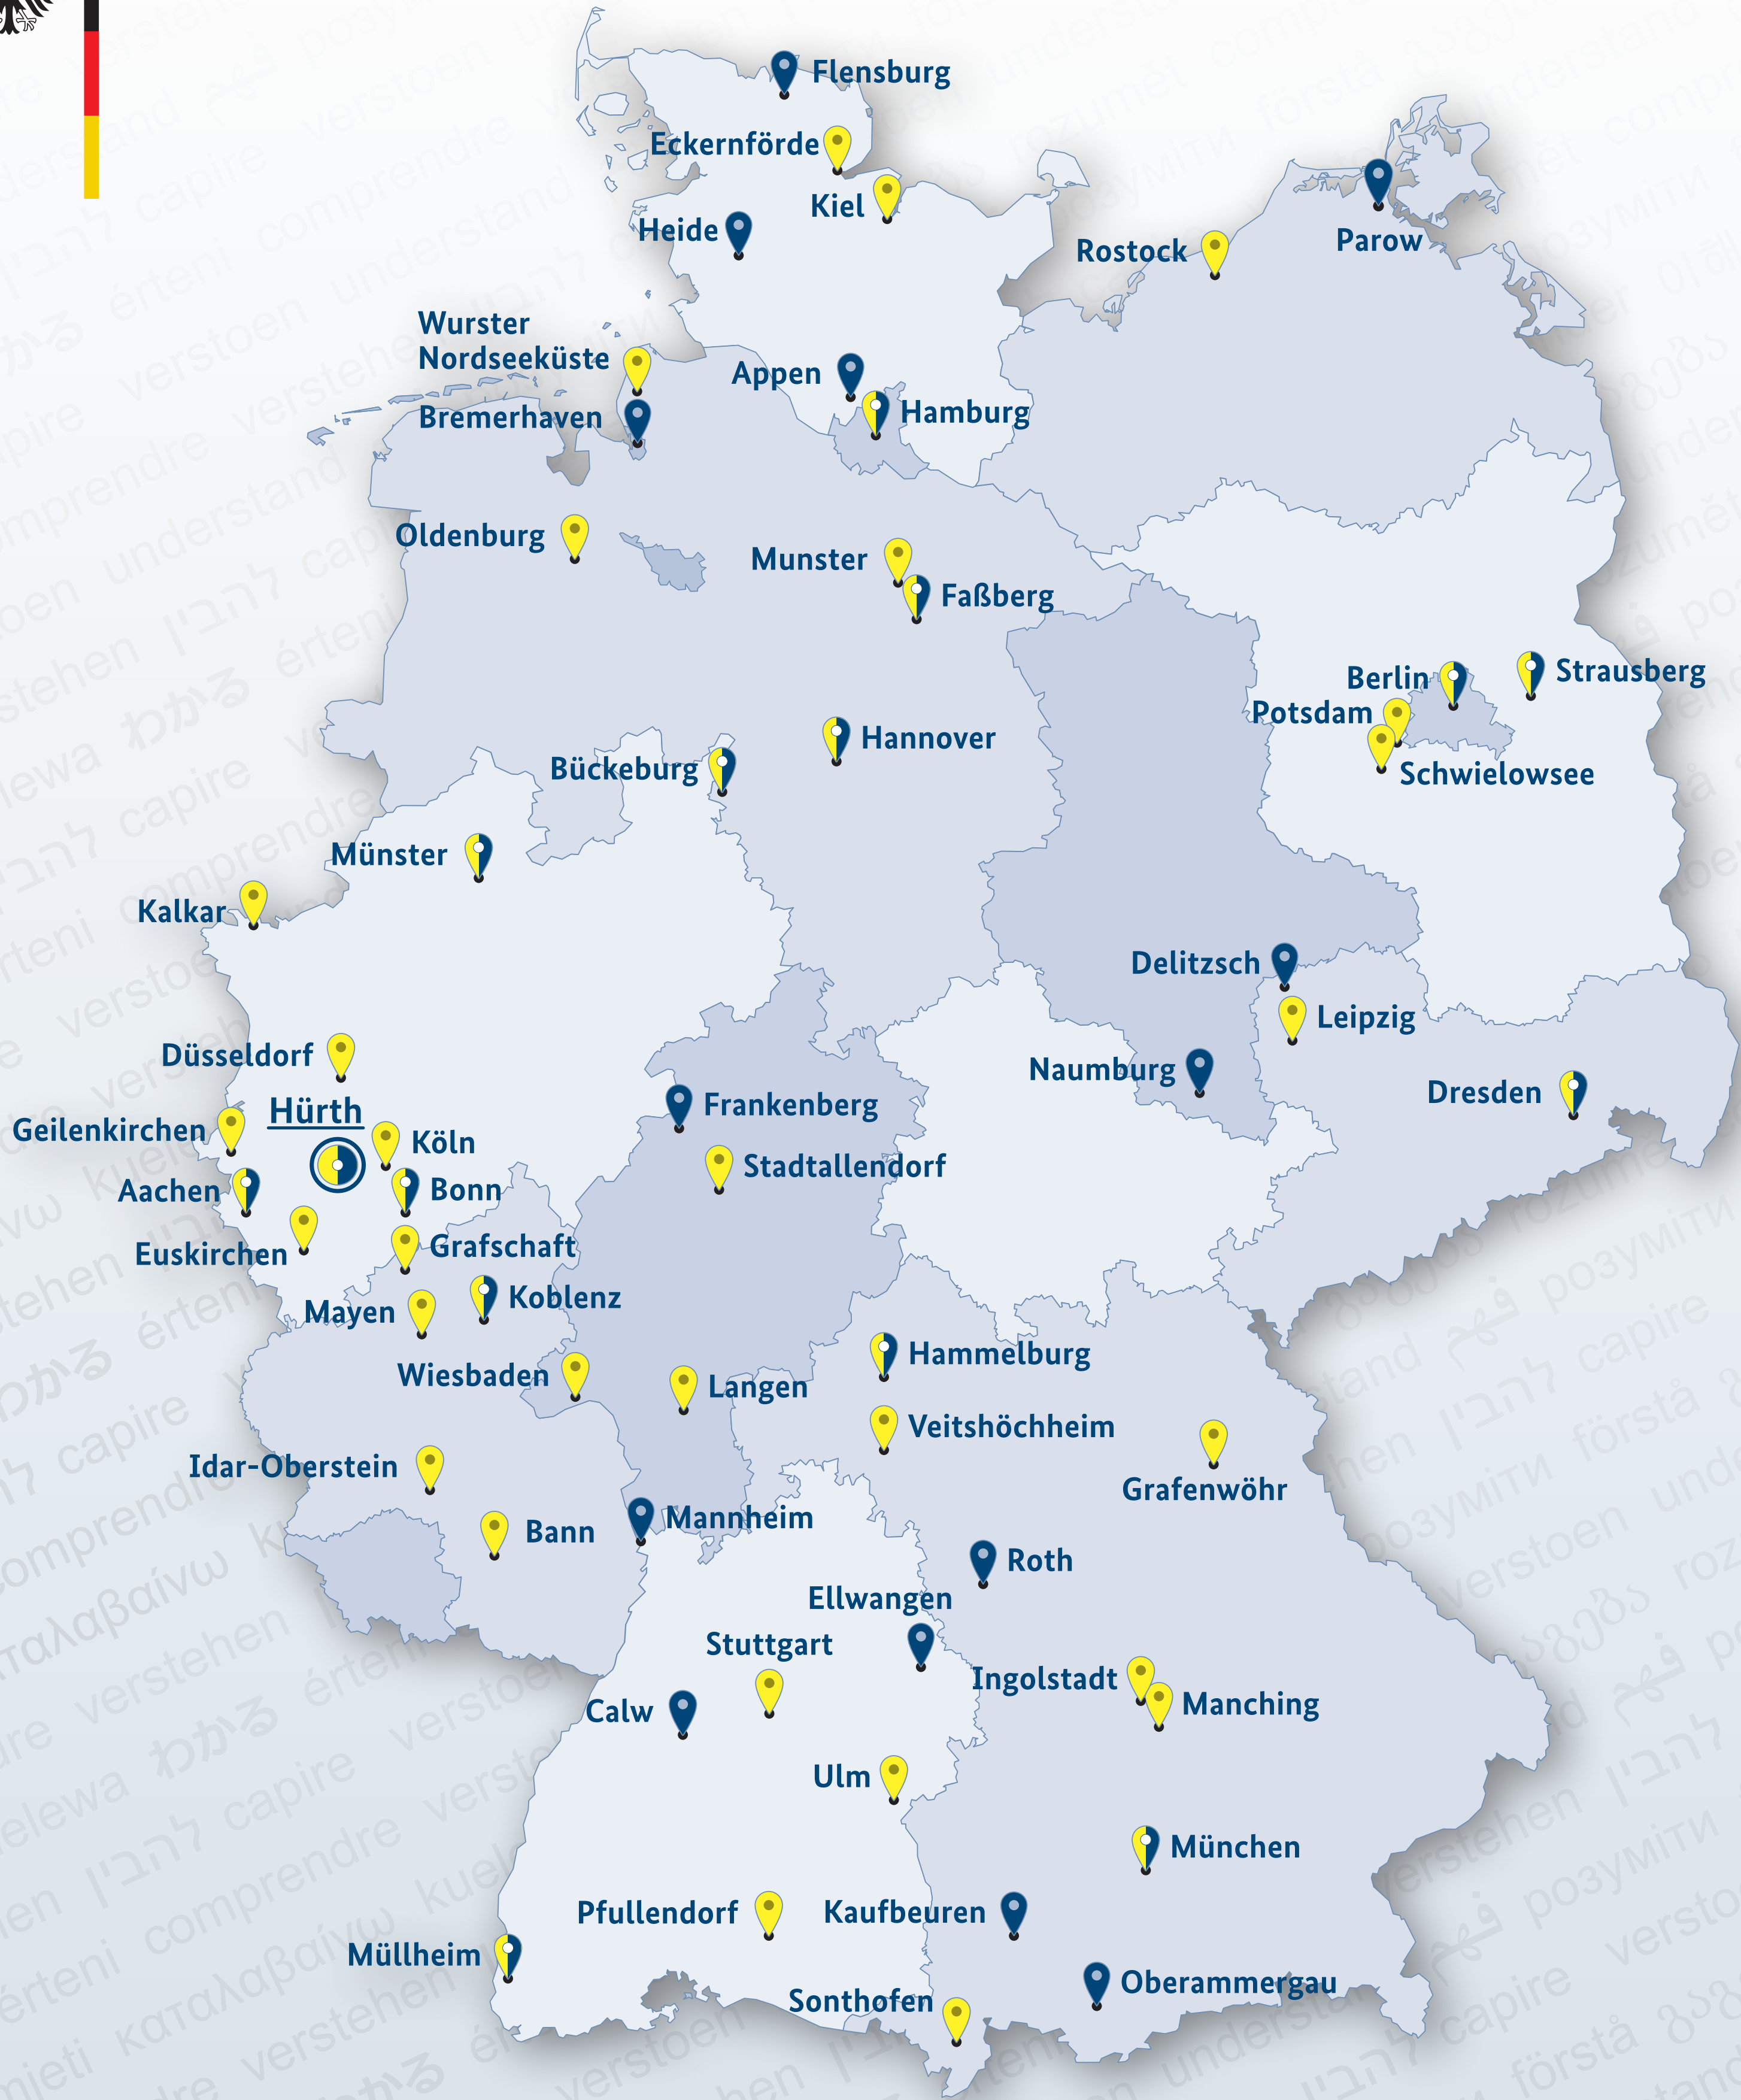 Flensburg
Eckernförde
Kiel
Heide
Parow
Rostock
Wurster
Nordseeküste
Appen
Bremerhaven
Hamburg
Oldenburg
Munster
Faßberg
Berlin
Strausberg
Potsdam
Hannover
Bückeburg
Schwielowsee
Münster
Kalkar
Delitzsch
Leipzig
Düsseldorf
Naumburg
Dresden
Hürth
Frankenberg
Geilenkirchen
Köln
Stadtallendorf
Aachen
Bonn
Euskirchen
Grafschaft
Koblenz
Mayen
Hammelburg
Wiesbaden
Langen
Veitshöchheim
Idar-Oberstein
Grafenwöhr
Mannheim
Bann
Roth
Ellwangen
Stuttgart
Ingolstadt
Manching
Calw
Ulm
München
Pfullendorf
Kaufbeuren
Müllheim
Oberammergau
Sonthofen